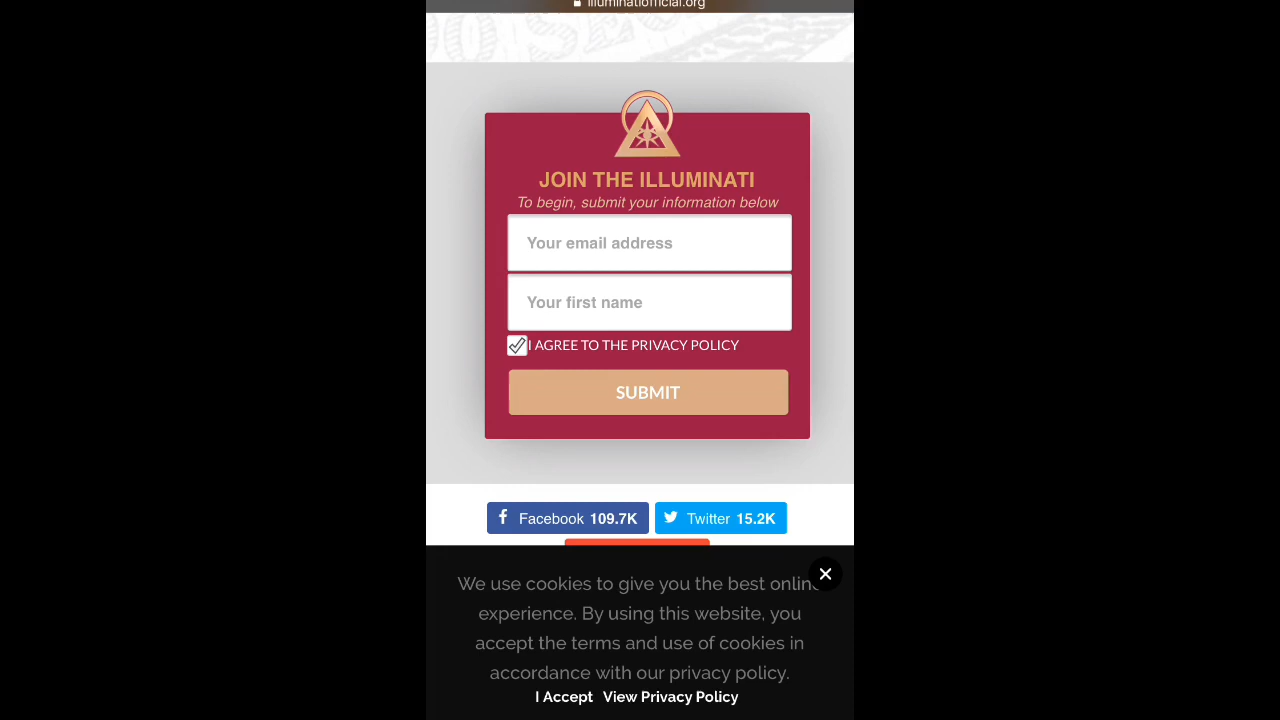 illuminatiofficial.org
JOIN THE ILLUMINATI
To begin, submit your information below
Your email address
Your first name
I AGREE TO THE PRIVACY POLICY
SUBMIT
Facebook 109.7K
Twitter 15.2K
We use cookies to give you the best online
experience. By using this website, you
accept the terms and use of cookies in
accordance with our privacy policy.
I Accept View Privacy Policy